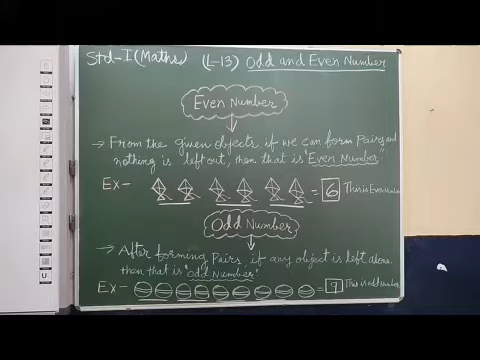 Std-I (Maths) (L-13) Odd and Even Number
Even Number
→ From the given objects, if we can form Pairs and
nothing is left out, then that is "Even Number"
Ex- = 6 This is Even Number
Odd Number
→ After forming Pairs, if any object is left alone
then that is 'Odd Number'.
Ex- = 9 This is odd Number
U